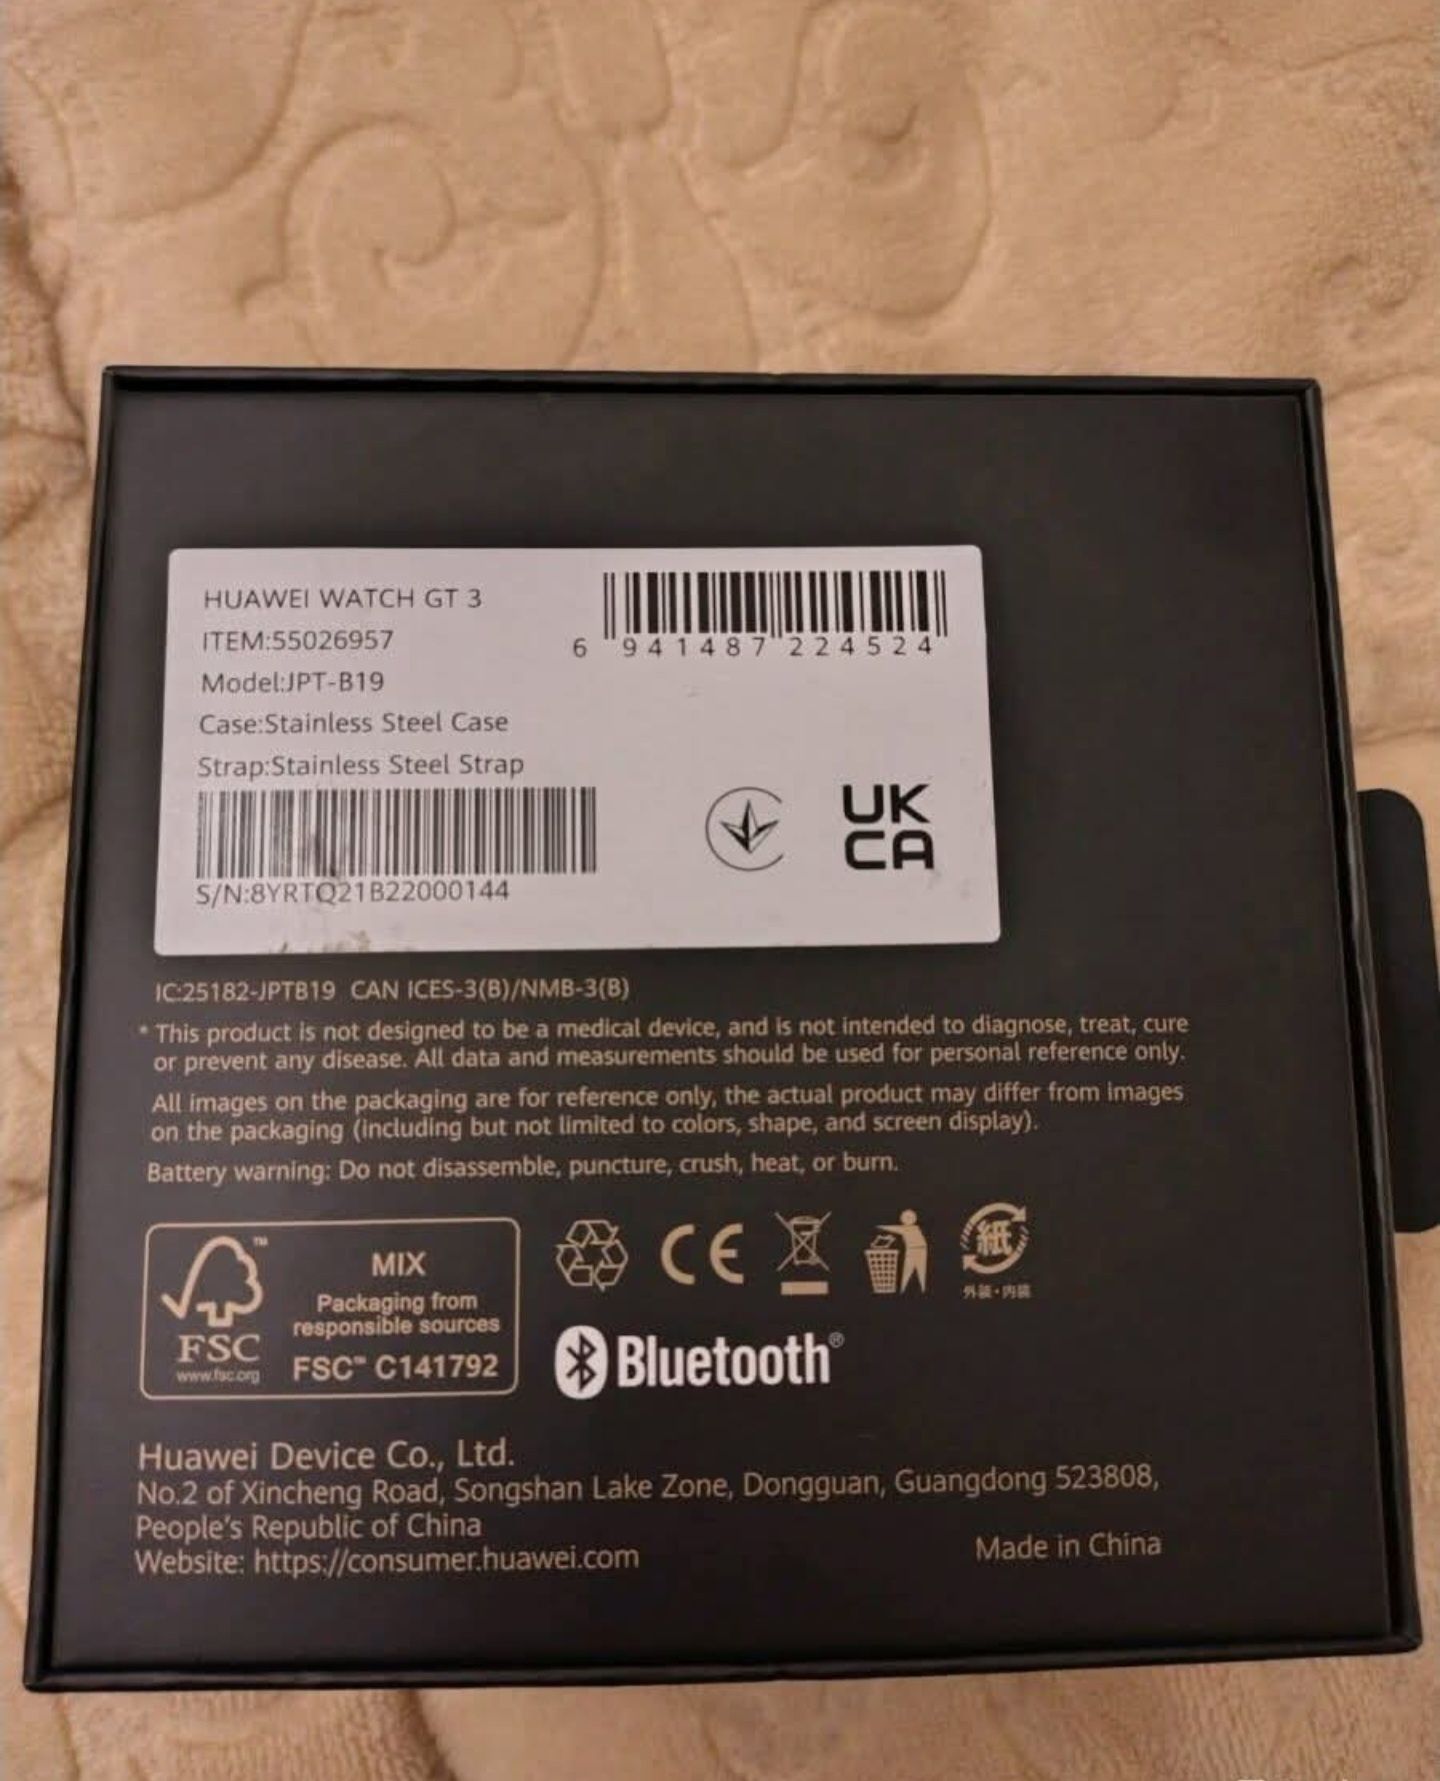 HUAWEI WATCH GT 3
ITEM:55026957
Model:JPT-B19
Case:Stainless Steel Case
Strap:Stainless Steel Strap
6 941487 224524
S/N:8YRTQ21B22000144
UK
CA
IC:25182-JPTB19 CAN ICES-3(B)/NMB-3(B)
* This product is not designed to be a medical device, and is not intended to diagnose, treat, cure
or prevent any disease. All data and measurements should be used for personal reference only.
All images on the packaging are for reference only, the actual product may differ from images
on the packaging (including but not limited to colors, shape, and screen display).
Battery warning: Do not disassemble, puncture, crush, heat, or burn.
FSC
www.fsc.org
MIX
Packaging from
responsible sources
FSC™ C141792
CE
紙
外装・内装
Bluetooth®
Huawei Device Co., Ltd.
No.2 of Xincheng Road, Songshan Lake Zone, Dongguan, Guangdong 523808,
People's Republic of China
Website: https://consumer.huawei.com
Made in China